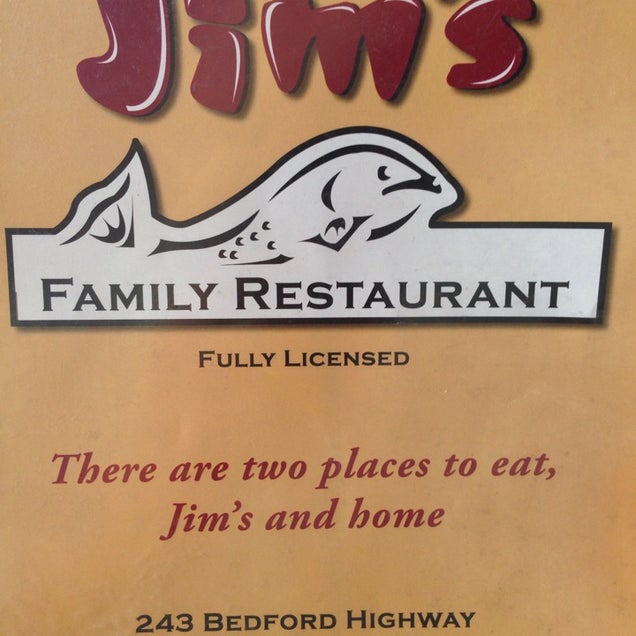 Jim's
FAMILY RESTAURANT
FULLY LICENSED
There are two places to eat,
Jim's and home
243 BEDFORD HIGHWAY